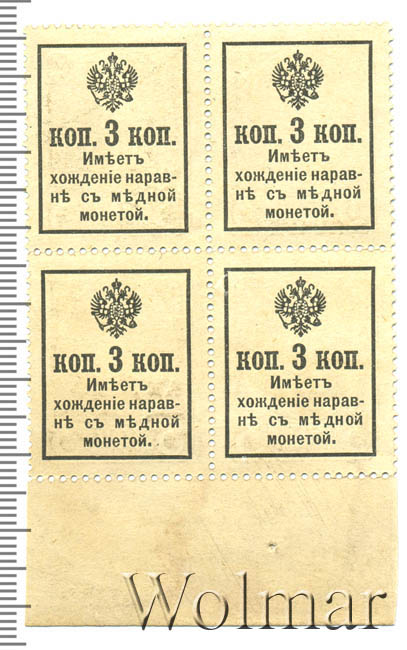 коп. 3 коп.
Имѣетъ
хожденіе нарав-
нѣ съ мѣдной
монетой.
коп. 3 коп.
Имѣетъ
хожденіе нарав-
нѣ съ мѣдной
монетой.
коп. 3 коп.
Имѣетъ
хожденіе нарав-
нѣ съ мѣдной
монетой.
коп. 3 коп.
Имѣетъ
хожденіе нарав-
нѣ съ мѣдной
монетой.
Wolmar